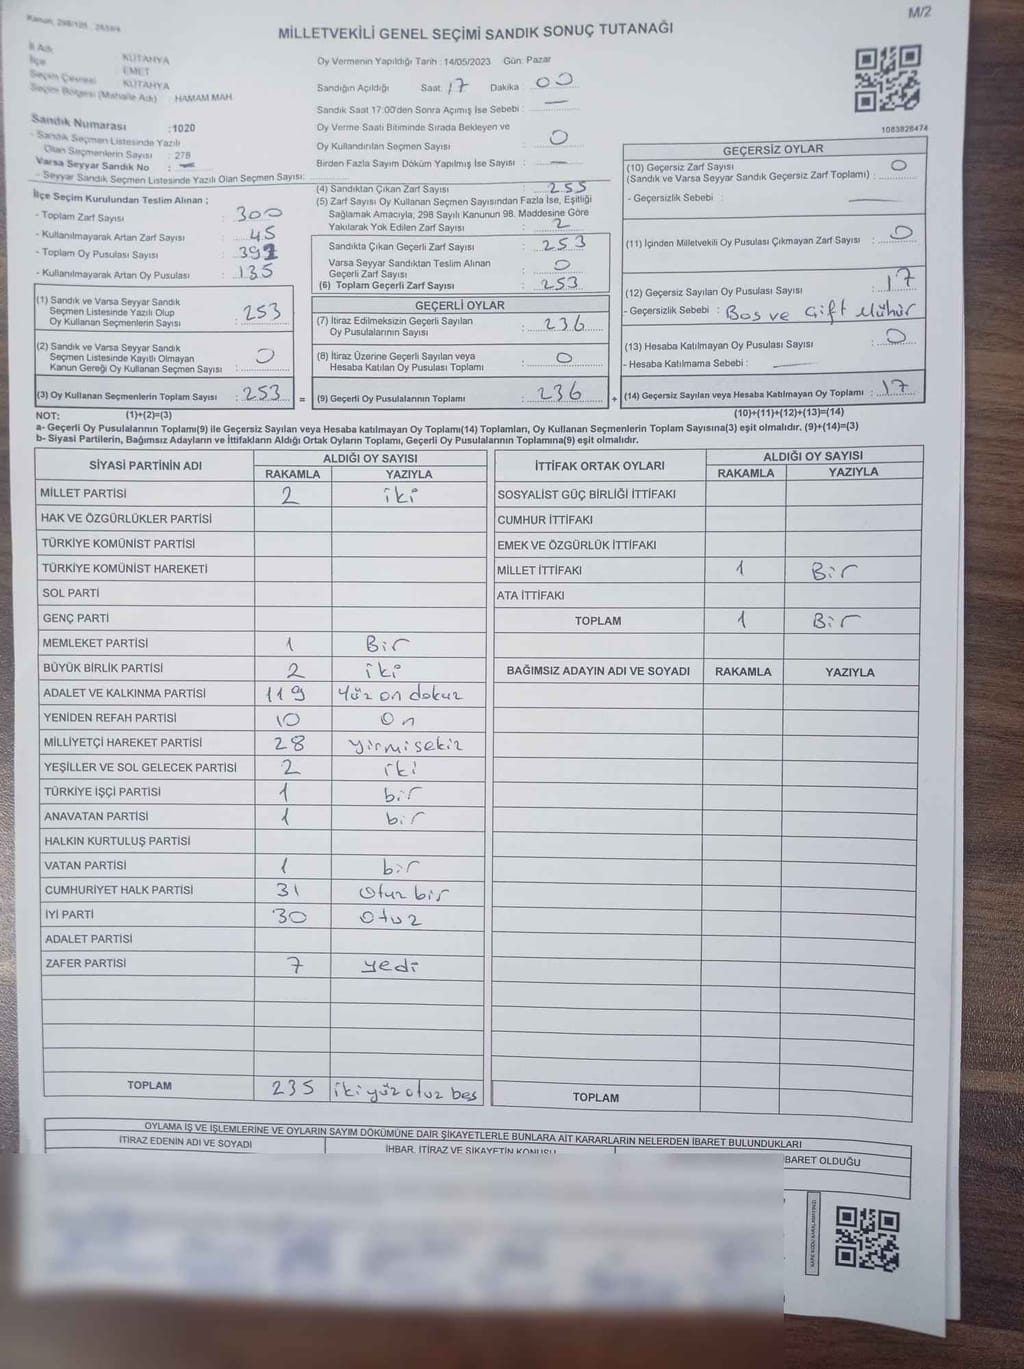 Kanun: 298/105 , 2839/4
M/2
MİLLETVEKİLİ GENEL SEÇİMİ SANDIK SONUÇ TUTANAĞI
İl Adı : KÜTAHYA
İlçe : EMET
Seçim Çevresi : KÜTAHYA
Seçim Bölgesi (Mahalle Adı) : HAMAM MAH.
Sandık Numarası : 1020
- Sandık Seçmen Listesinde Yazılı
Olan Seçmenlerin Sayısı : 278
Varsa Seyyar Sandık No : —
- Seyyar Sandık Seçmen Listesinde Yazılı Olan Seçmen Sayısı:
Oy Vermenin Yapıldığı Tarih : 14/05/2023 Gün: Pazar
Sandığın Açıldığı Saat: 17 Dakika : 00
Sandık Saat 17:00'den Sonra Açımış İse Sebebi : —
Oy Verme Saati Bitiminde Sırada Bekleyen ve
Oy Kullandırılan Seçmen Sayısı : 0
Birden Fazla Sayım Döküm Yapılmış İse Sayısı : —
1083828474
İlçe Seçim Kurulundan Teslim Alınan ;
- Toplam Zarf Sayısı : 300
- Kullanılmayarak Artan Zarf Sayısı : 45
- Toplam Oy Pusulası Sayısı : 392
- Kullanılmayarak Artan Oy Pusulası : 135
(4) Sandıktan Çıkan Zarf Sayısı : 255
(5) Zarf Sayısı Oy Kullanan Seçmen Sayısından Fazla İse, Eşitliği
Sağlamak Amacıyla, 298 Sayılı Kanunun 98. Maddesine Göre
Yakılarak Yok Edilen Zarf Sayısı : 2
Sandıkta Çıkan Geçerli Zarf Sayısı : 253
Varsa Seyyar Sandıktan Teslim Alınan
Geçerli Zarf Sayısı : 0
(6) Toplam Geçerli Zarf Sayısı : 253
GEÇERSİZ OYLAR
(10) Geçersiz Zarf Sayısı
(Sandık ve Varsa Seyyar Sandık Geçersiz Zarf Toplamı) : 0
- Geçersizlik Sebebi : —
(11) İçinden Milletvekili Oy Pusulası Çıkmayan Zarf Sayısı : 0
(12) Geçersiz Sayılan Oy Pusulası Sayısı : 17
- Geçersizlik Sebebi : Boş ve Çift Mühür
(13) Hesaba Katılmayan Oy Pusulası Sayısı : 0
- Hesaba Katılmama Sebebi : —
(14) Geçersiz Sayılan veya Hesaba Katılmayan Oy Toplamı : 17
(1) Sandık ve Varsa Seyyar Sandık
Seçmen Listesinde Yazılı Olup
Oy Kullanan Seçmenlerin Sayısı : 253
(2) Sandık ve Varsa Seyyar Sandık
Seçmen Listesinde Kayıtlı Olmayan
Kanun Gereği Oy Kullanan Seçmen Sayısı : 0
(3) Oy Kullanan Seçmenlerin Toplam Sayısı : 253 =
GEÇERLİ OYLAR
(7) İtiraz Edilmeksizin Geçerli Sayılan
Oy Pusulalarının Sayısı : 236
(8) İtiraz Üzerine Geçerli Sayılan veya
Hesaba Katılan Oy Pusulası Toplamı : 0
(9) Geçerli Oy Pusulalarının Toplamı : 236 +
NOT: (1)+(2)=(3) (10)+(11)+(12)+(13)=(14)
a- Geçerli Oy Pusulalarının Toplamı(9) ile Geçersiz Sayılan veya Hesaba katılmayan Oy Toplamı(14) Toplamları, Oy Kullanan Seçmenlerin Toplam Sayısına(3) eşit olmalıdır. (9)+(14)=(3)
b- Siyasi Partilerin, Bağımsız Adayların ve İttifakların Aldığı Ortak Oyların Toplamı, Geçerli Oy Pusulalarının Toplamına(9) eşit olmalıdır.
SİYASİ PARTİNİN ADI ALDIĞI OY SAYISI
RAKAMLA YAZIYLA
MİLLET PARTİSİ 2 iki
HAK VE ÖZGÜRLÜKLER PARTİSİ
TÜRKİYE KOMÜNİST PARTİSİ
TÜRKİYE KOMÜNİST HAREKETİ
SOL PARTİ
GENÇ PARTİ
MEMLEKET PARTİSİ 1 Bir
BÜYÜK BİRLİK PARTİSİ 2 iki
ADALET VE KALKINMA PARTİSİ 119 Yüz on dokuz
YENİDEN REFAH PARTİSİ 10 On
MİLLİYETÇİ HAREKET PARTİSİ 28 yirmisekiz
YEŞİLLER VE SOL GELECEK PARTİSİ 2 iki
TÜRKİYE İŞÇİ PARTİSİ 1 bir
ANAVATAN PARTİSİ 1 bir
HALKIN KURTULUŞ PARTİSİ
VATAN PARTİSİ 1 bir
CUMHURİYET HALK PARTİSİ 31 Otuz bir
İYİ PARTİ 30 Otuz
ADALET PARTİSİ
ZAFER PARTİSİ 7 yedi
TOPLAM 235 ikiyüz otuz beş
İTTİFAK ORTAK OYLARI ALDIĞI OY SAYISI
RAKAMLA YAZIYLA
SOSYALİST GÜÇ BİRLİĞİ İTTİFAKI
CUMHUR İTTİFAKI
EMEK VE ÖZGÜRLÜK İTTİFAKI
MİLLET İTTİFAKI 1 Bir
ATA İTTİFAKI
TOPLAM 1 Bir
BAĞIMSIZ ADAYIN ADI VE SOYADI RAKAMLA YAZIYLA
TOPLAM
OYLAMA İŞ VE İŞLEMLERİNE VE OYLARIN SAYIM DÖKÜMÜNE DAİR ŞİKAYETLERLE BUNLARA AİT KARARLARIN NELERDEN İBARET BULUNDUKLARI
İTİRAZ EDENİN ADI VE SOYADI
İHBAR, İTİRAZ VE ŞİKAYETİN KONUSU
İBARET OLDUĞU